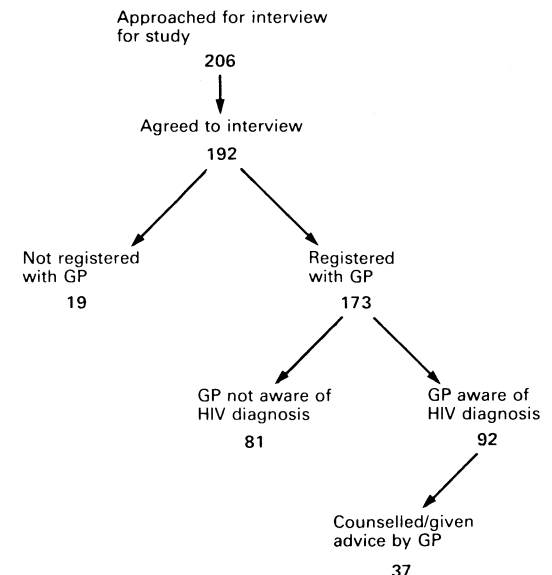 Approached for interview
for study
206
Agreed to interview
192
Not registered
with GP
19
Registered
with GP
173
GP not aware of
HIV diagnosis
81
GP aware of
HIV diagnosis
92
Counselled/given
advice by GP
37